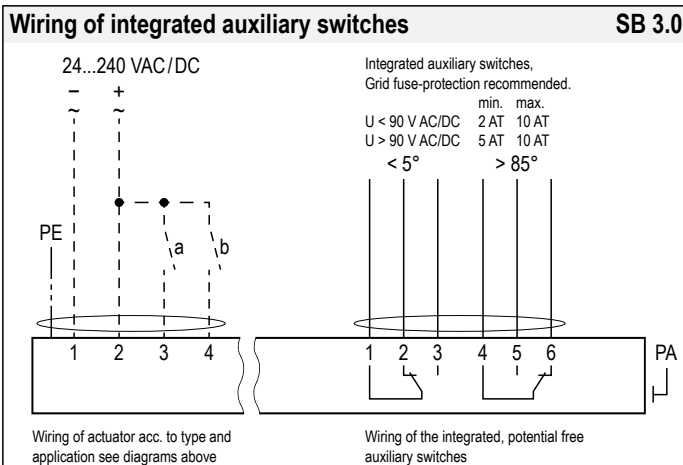 Wiring of integrated auxiliary switches SB 3.0
24...240 VAC/DC
– +
~ ~
Integrated auxiliary switches,
Grid fuse-protection recommended.
min. max.
U < 90 V AC/DC 2 AT 10 AT
U > 90 V AC/DC 5 AT 10 AT
< 5° > 85°
PE
a b
1 2 3 4 1 2 3 4 5 6 PA
Wiring of actuator acc. to type and
application see diagrams above
Wiring of the integrated, potential free
auxiliary switches